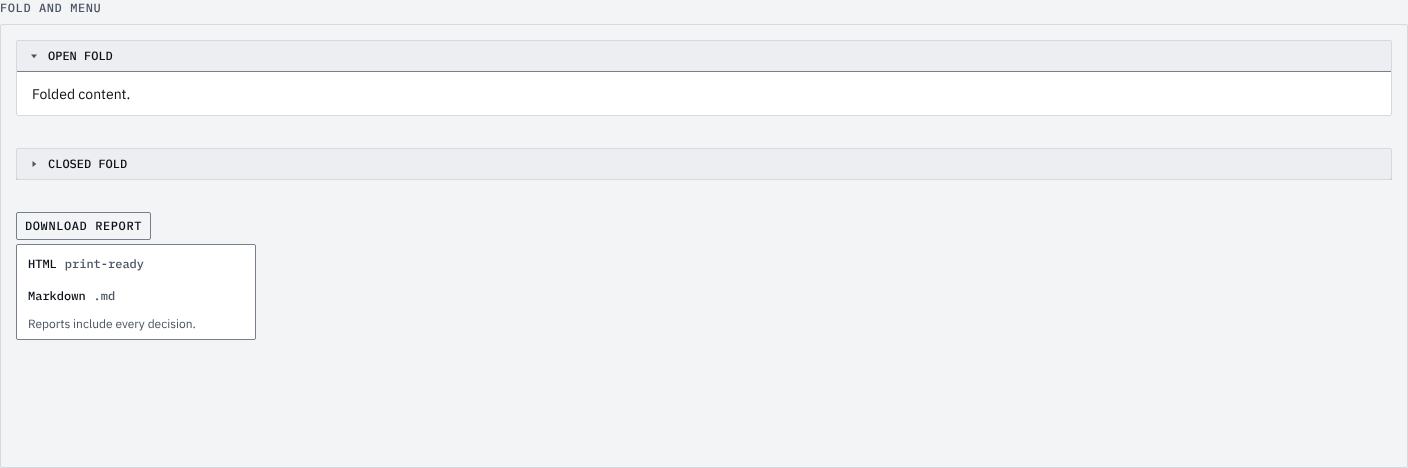 FOLD AND MENU
OPEN FOLD
Folded content.
CLOSED FOLD
DOWNLOAD REPORT
HTML print-ready
Markdown .md
Reports include every decision.